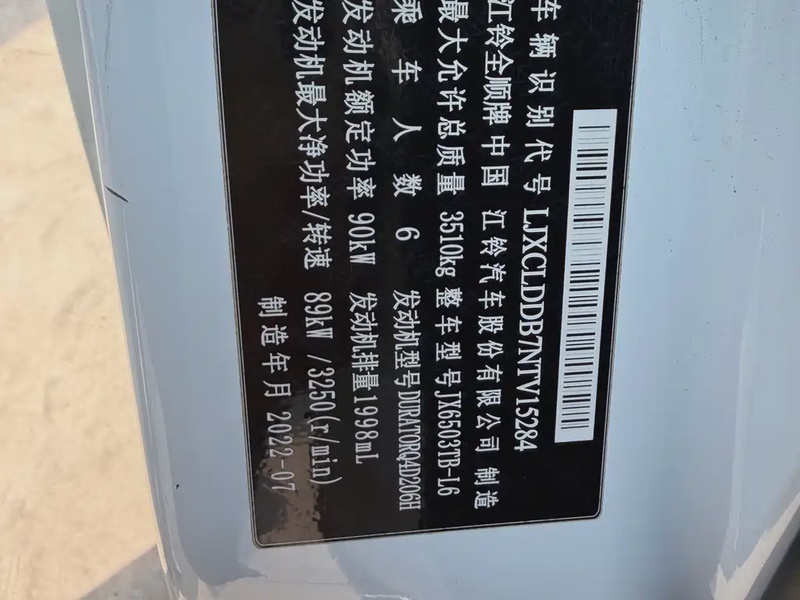 车辆识别代号 LJXCLDDB7NTV15284
江铃全顺牌 中国 江铃汽车股份有限公司 制造
最大允许总质量 3510kg 整车型号 JX6503TB-L6
乘车人数 6 发动机型号 DURATORQ4D206H
发动机额定功率 90kW 发动机排量 1998mL
发动机最大净功率/转速 89kW /3250(r/min)
制造年月 2022-07